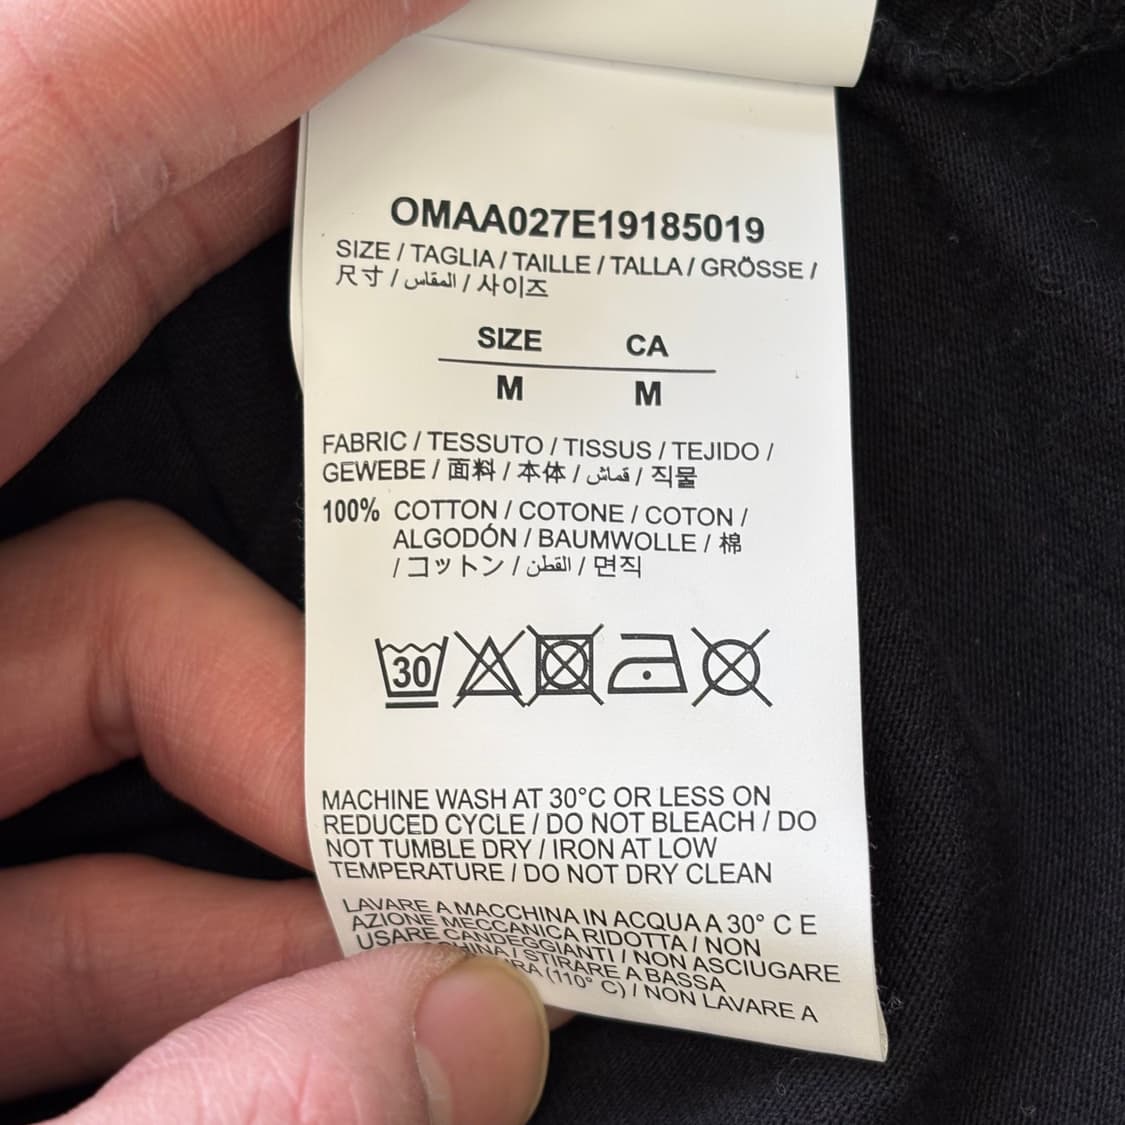 OMAA027E19185019
SIZE / TAGLIA / TAILLE / TALLA / GRÖSSE /
尺寸 / المقاس / 사이즈
SIZE CA
M M
FABRIC / TESSUTO / TISSUS / TEJIDO /
GEWEBE / 面料 / 本体 / قماش / 직물
100% COTTON / COTONE / COTON /
ALGODÓN / BAUMWOLLE / 棉
/ コットン / القطن / 면직
30
MACHINE WASH AT 30°C OR LESS ON
REDUCED CYCLE / DO NOT BLEACH / DO
NOT TUMBLE DRY / IRON AT LOW
TEMPERATURE / DO NOT DRY CLEAN
LAVARE A MACCHINA IN ACQUA A 30° C E
AZIONE MECCANICA RIDOTTA / NON
USARE CANDEGGIANTI / NON ASCIUGARE
/ STIRARE A BASSA
(110° C) / NON LAVARE A